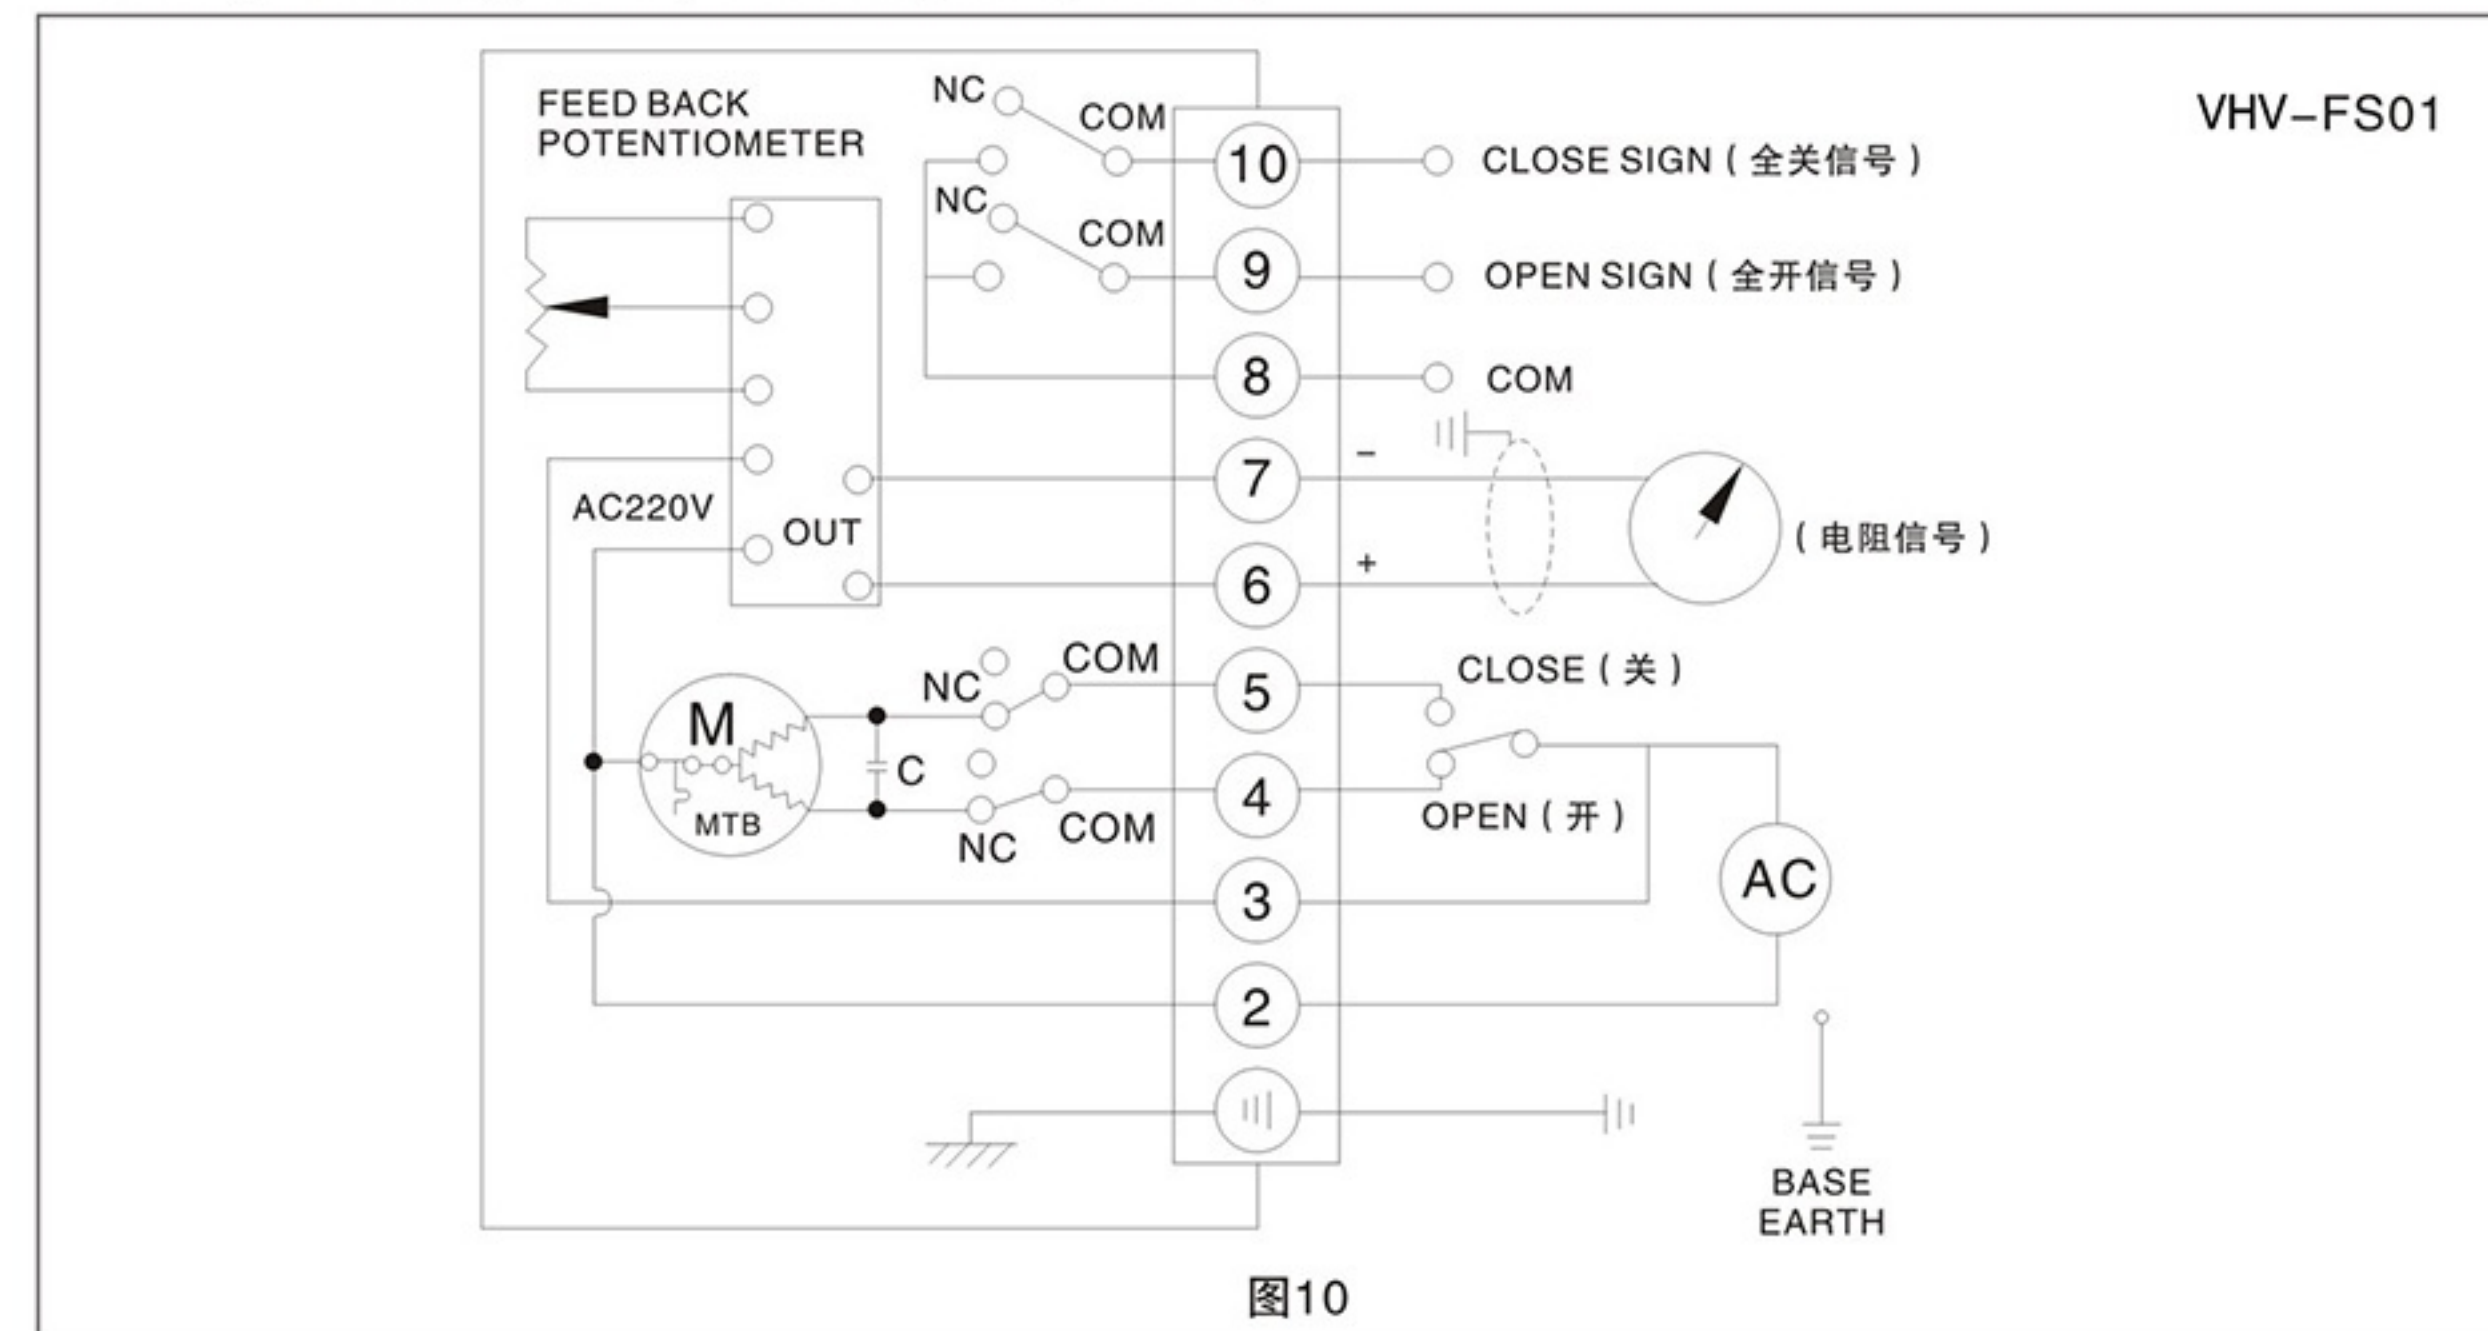 VHV-FS01
FEED BACK
POTENTIOMETER
NC
COM
10
CLOSE SIGN（全关信号）
NC
COM
9
OPEN SIGN（全开信号）
8
COM
7
−
AC220V
OUT
（电阻信号）
6
+
NC
COM
5
CLOSE（关）
M
MTB
C
NC
COM
4
OPEN（开）
AC
3
2
BASE
EARTH
图10